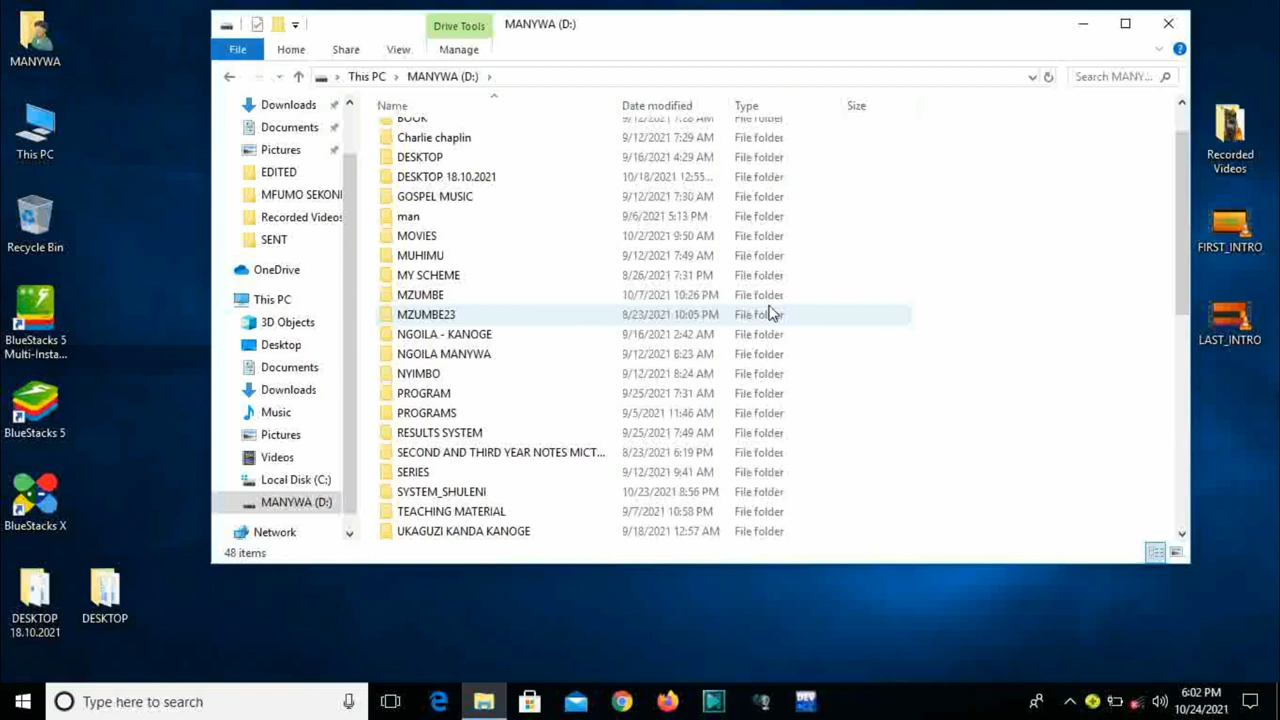 Drive Tools
MANYWA (D:)
File
Home
Share
View
Manage
This PC
MANYWA (D:)
Search MANY...
Name
Date modified
Type
Size
BOOK 9/12/2021 7:28 AM File folder
Charlie chaplin 9/12/2021 7:29 AM File folder
DESKTOP 9/16/2021 4:29 AM File folder
DESKTOP 18.10.2021 10/18/2021 12:55... File folder
GOSPEL MUSIC 9/12/2021 7:30 AM File folder
man 9/6/2021 5:13 PM File folder
MOVIES 10/2/2021 9:50 AM File folder
MUHIMU 9/12/2021 7:49 AM File folder
MY SCHEME 8/26/2021 7:31 PM File folder
MZUMBE 10/7/2021 10:26 PM File folder
MZUMBE23 8/23/2021 10:05 PM File folder
NGOILA - KANOGE 9/16/2021 2:42 AM File folder
NGOILA MANYWA 9/12/2021 8:23 AM File folder
NYIMBO 9/12/2021 8:24 AM File folder
PROGRAM 9/25/2021 7:31 AM File folder
PROGRAMS 9/5/2021 11:46 AM File folder
RESULTS SYSTEM 9/25/2021 7:49 AM File folder
SECOND AND THIRD YEAR NOTES MICT... 8/23/2021 6:19 PM File folder
SERIES 9/12/2021 9:41 AM File folder
SYSTEM_SHULENI 10/23/2021 8:56 PM File folder
TEACHING MATERIAL 9/7/2021 10:58 PM File folder
UKAGUZI KANDA KANOGE 9/18/2021 12:57 AM File folder
Downloads
Documents
Pictures
EDITED
MFUMO SEKONI
Recorded Videos
SENT
OneDrive
This PC
3D Objects
Desktop
Documents
Downloads
Music
Pictures
Videos
Local Disk (C:)
MANYWA (D:)
Network
48 items
MANYWA
This PC
Recycle Bin
BlueStacks 5
Multi-Insta...
BlueStacks 5
BlueStacks X
DESKTOP
18.10.2021
DESKTOP
Recorded
Videos
FIRST_INTRO
LAST_INTRO
Type here to search
DEV
6:02 PM
10/24/2021